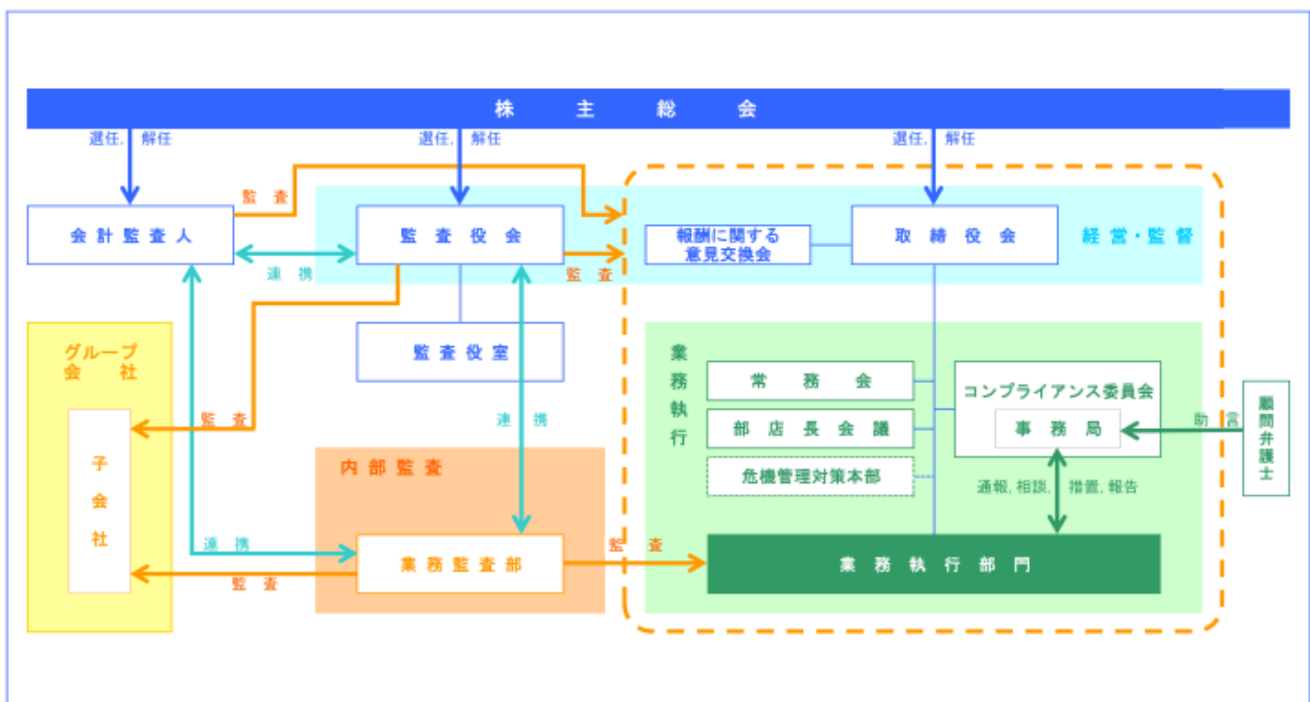 株主総会
選任, 解任
選任, 解任
選任, 解任
監査
会計監査人
監査役会
報酬に関する
意見交換会
取締役会
経営・監督
連携
監査
グループ
会社
監査役室
業務執行
常務会
コンプライアンス委員会
部店長会議
事務局
助言
顧問弁護士
監査
連携
子会社
内部監査
危機管理対策本部
通報, 相談, 措置, 報告
連携
監査
業務監査部
業務執行部門
監査